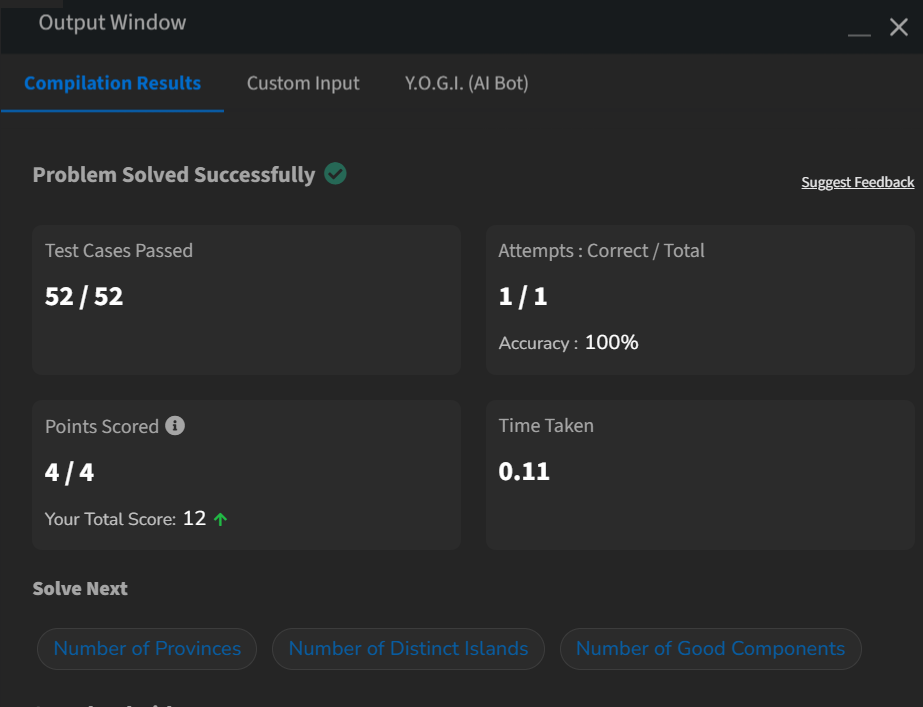 Output Window
Compilation Results
Custom Input
Y.O.G.I. (AI Bot)
Problem Solved Successfully
Suggest Feedback
Test Cases Passed
52 / 52
Attempts : Correct / Total
1 / 1
Accuracy : 100%
Points Scored
4 / 4
Your Total Score: 12
Time Taken
0.11
Solve Next
Number of Provinces
Number of Distinct Islands
Number of Good Components